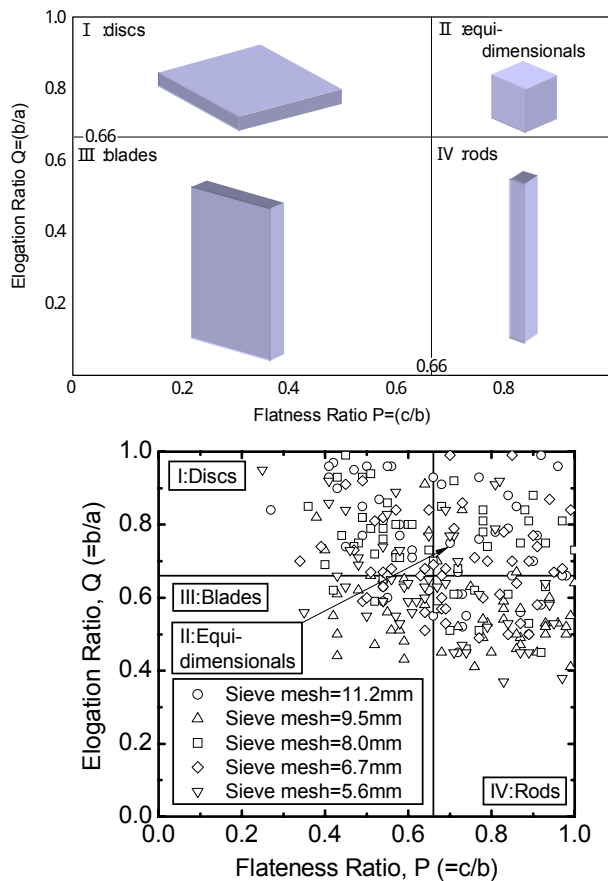 1.0
Ⅰ :discs
Ⅱ :equi-
dimensionals
0.8
0.66
Ⅲ :blades
Ⅳ :rods
0.6
0.4
0.2
0.66
0
0.2
0.4
0.6
0.8
Elogation Ratio Q=(b/a)
Flatness Ratio P=(c/b)
1.0
I:Discs
0.8
0.6
III:Blades
II:Equi-
dimensionals
0.4
Sieve mesh=11.2mm
Sieve mesh=9.5mm
Sieve mesh=8.0mm
Sieve mesh=6.7mm
Sieve mesh=5.6mm
0.2
IV:Rods
0.0
0.0
0.2
0.4
0.6
0.8
1.0
Elogation Ratio, Q (=b/a)
Flateness Ratio, P (=c/b)